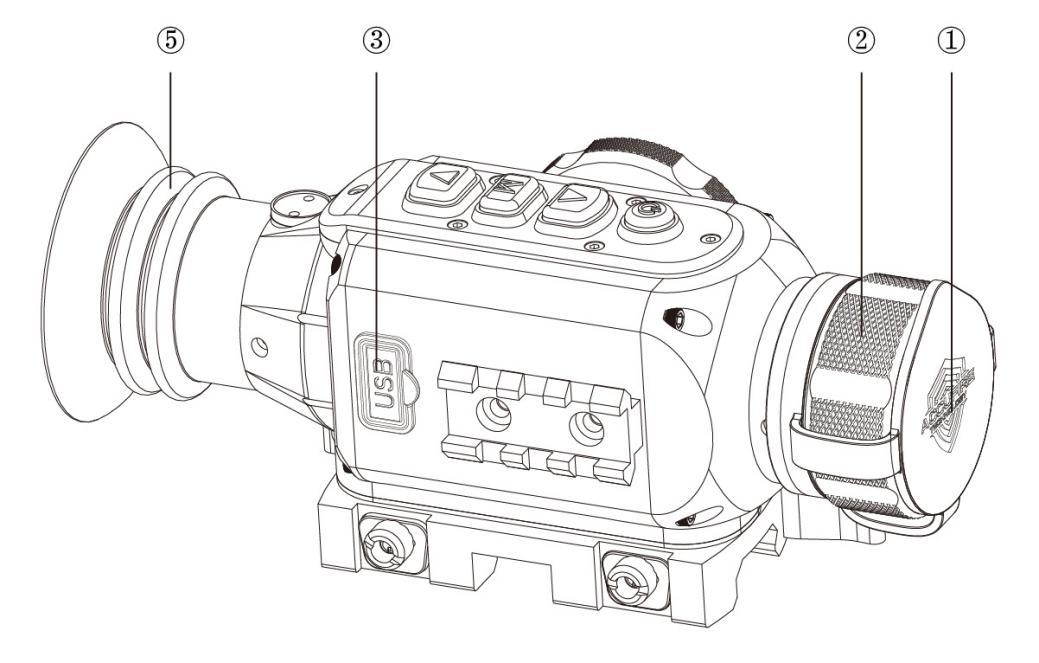 ⑤ ③ ② ①
M
USB